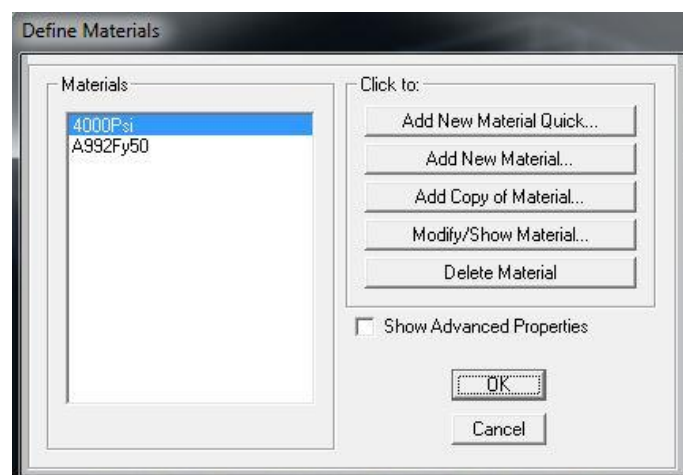 Define Materials
Materials
4000Psi
A992Fy50
Click to:
Add New Material Quick...
Add New Material...
Add Copy of Material...
Modify/Show Material...
Delete Material
Show Advanced Properties
OK
Cancel